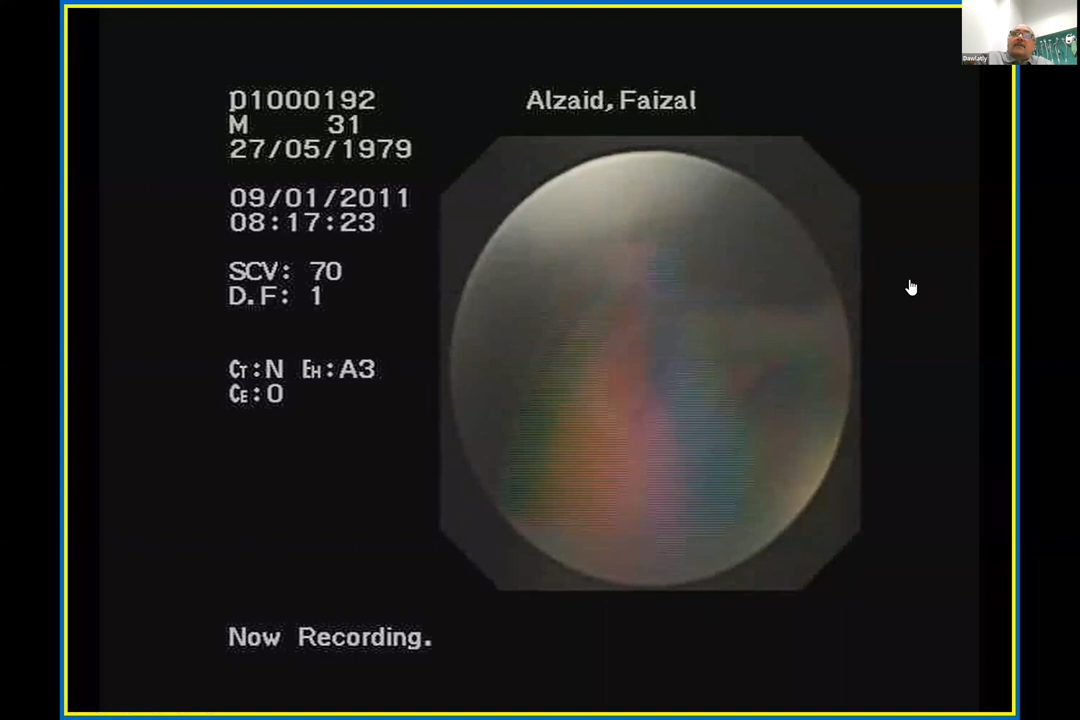 D1000192
Alzaid, Faizal
M 31
27/05/1979
09/01/2011
08:17:23
SCV: 70
D.F: 1
CT:N EH:A3
CE:0
Now Recording.
Dawlatly